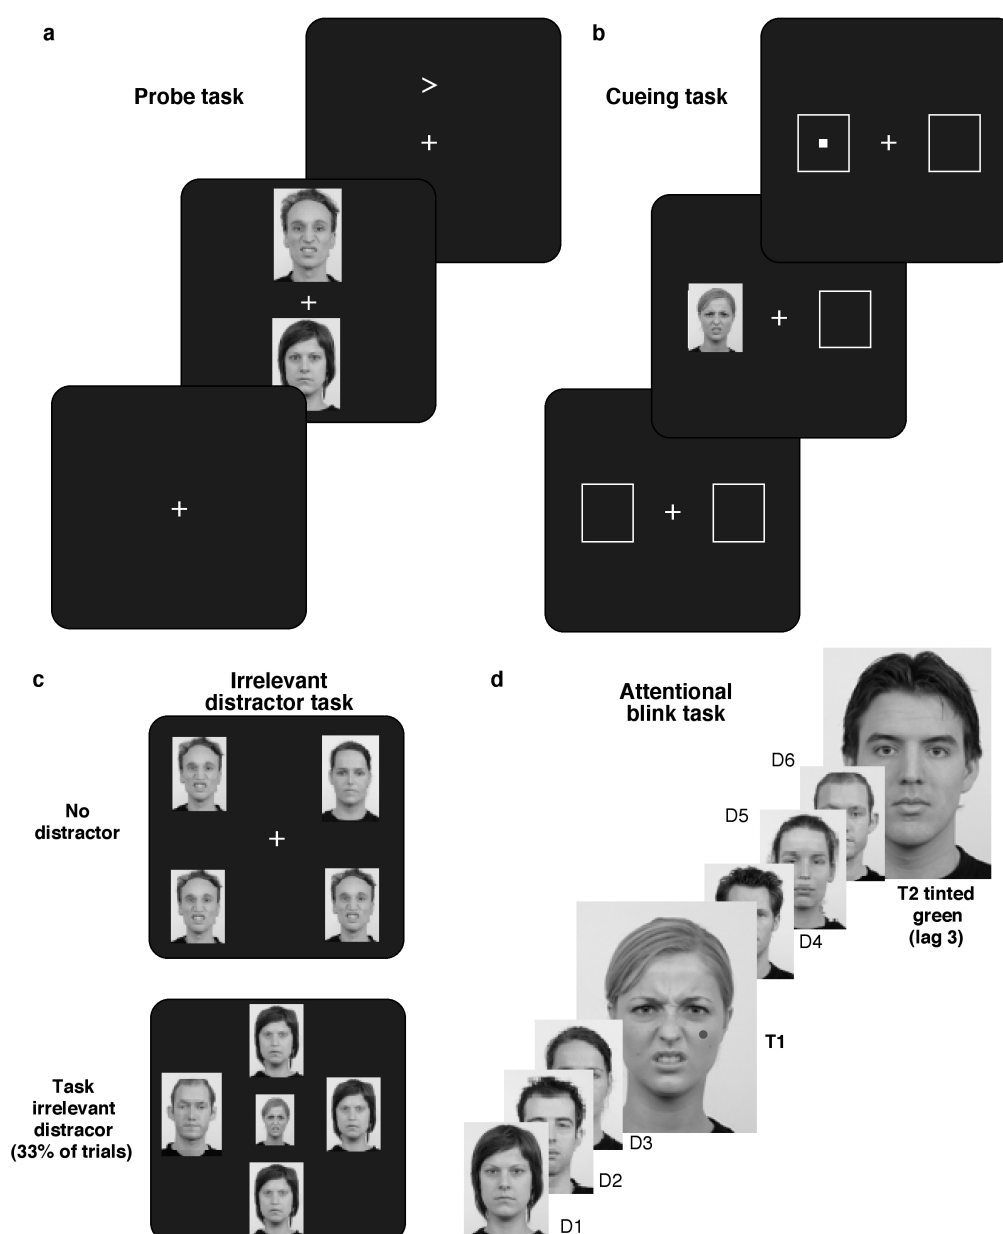 a
Probe task
>
+
+
+
b
Cueing task
+
+
+
c
Irrelevant
distractor task
No
distractor
+
Task
irrelevant
distracor
(33% of trials)
d
Attentional
blink task
D6
D5
T2 tinted
green
(lag 3)
D4
T1
D3
D2
D1